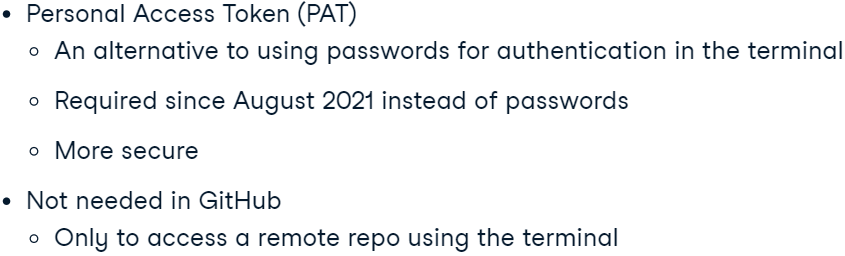 • Personal Access Token (PAT)
◦ An alternative to using passwords for authentication in the terminal
◦ Required since August 2021 instead of passwords
◦ More secure
• Not needed in GitHub
◦ Only to access a remote repo using the terminal